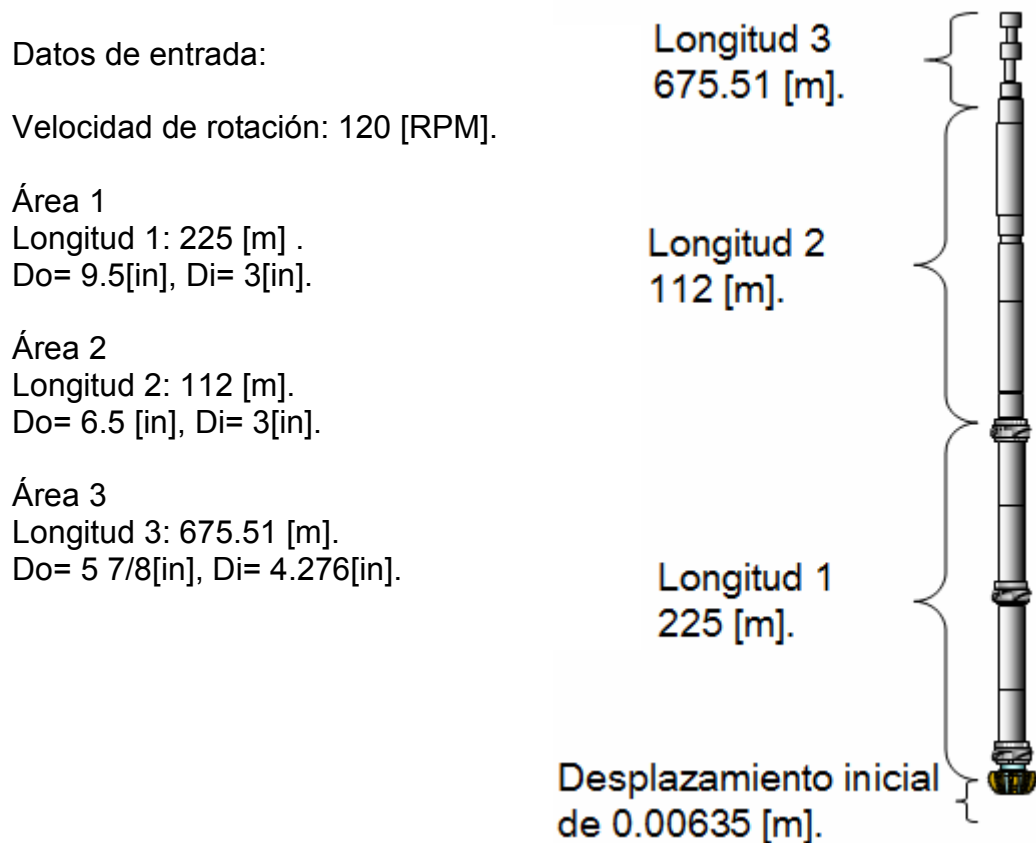 Datos de entrada:
Velocidad de rotación: 120 [RPM].
Área 1
Longitud 1: 225 [m] .
Do= 9.5[in], Di= 3[in].
Área 2
Longitud 2: 112 [m].
Do= 6.5 [in], Di= 3[in].
Área 3
Longitud 3: 675.51 [m].
Do= 5 7/8[in], Di= 4.276[in].
Longitud 3
675.51 [m].
Longitud 2
112 [m].
Longitud 1
225 [m].
Desplazamiento inicial
de 0.00635 [m].